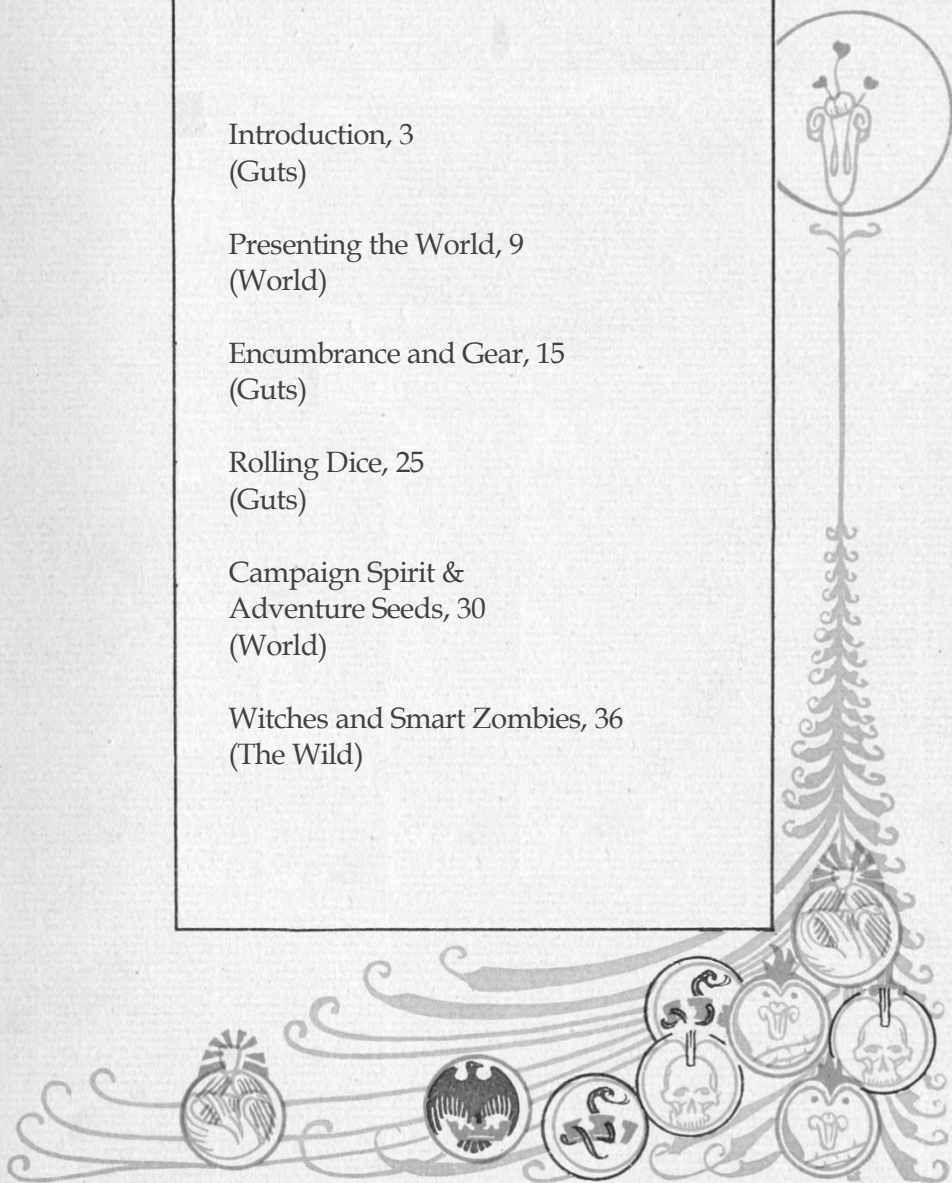 Introduction, 3
(Guts)
Presenting the World, 9
(World)
Encumbrance and Gear, 15
(Guts)
Rolling Dice, 25
(Guts)
Campaign Spirit &
Adventure Seeds, 30
(World)
Witches and Smart Zombies, 36
(The Wild)